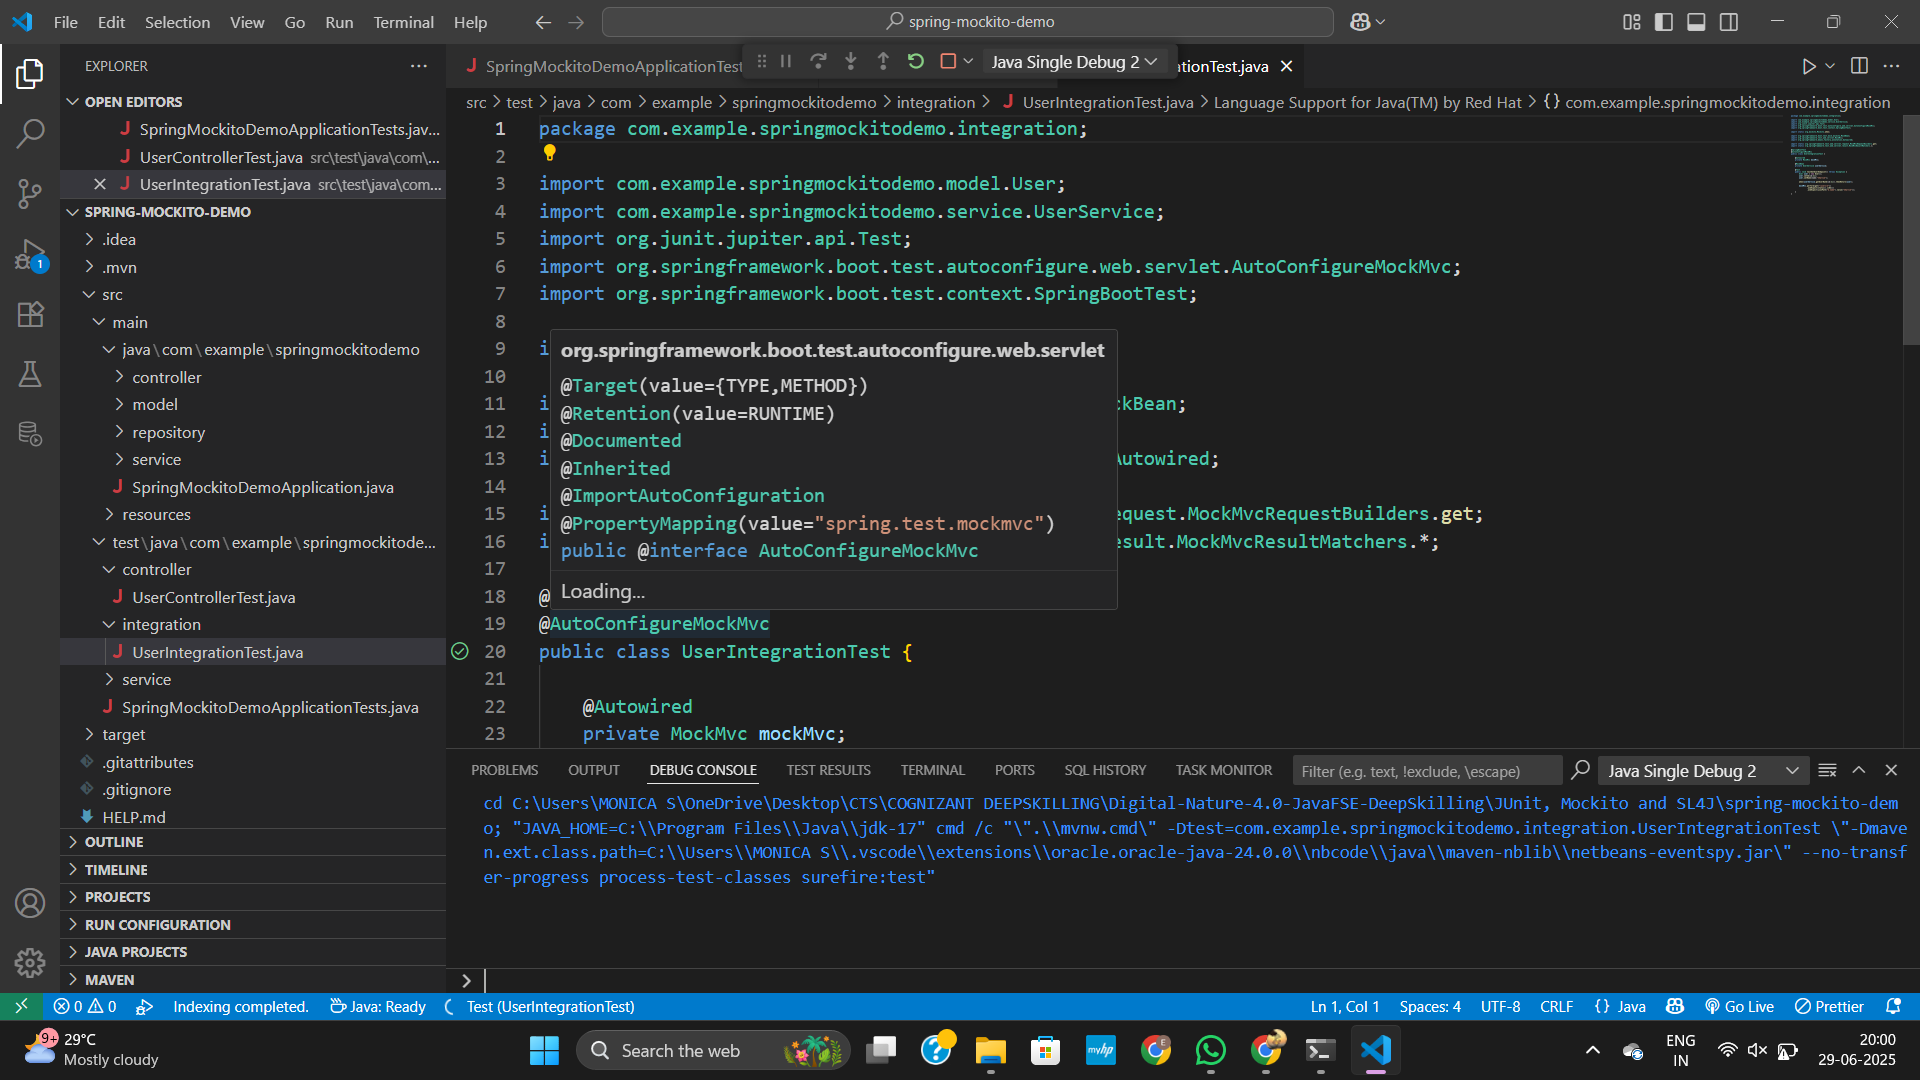 File Edit Selection View Go Run Terminal Help
spring-mockito-demo
EXPLORER
OPEN EDITORS
SpringMockitoDemoApplicationTests.jav...
UserControllerTest.java src\test\java\com\...
UserIntegrationTest.java src\test\java\com...
SPRING-MOCKITO-DEMO
.idea
.mvn
src
main
java\com\example\springmockitodemo
controller
model
repository
service
SpringMockitoDemoApplication.java
resources
test\java\com\example\springmockitode...
controller
UserControllerTest.java
integration
UserIntegrationTest.java
service
SpringMockitoDemoApplicationTests.java
target
.gitattributes
.gitignore
HELP.md
OUTLINE
TIMELINE
PROJECTS
RUN CONFIGURATION
JAVA PROJECTS
MAVEN
1
SpringMockitoDemoApplicationTest
Java Single Debug 2
ationTest.java
src > test > java > com > example > springmockitodemo > integration > UserIntegrationTest.java > Language Support for Java(TM) by Red Hat > {} com.example.springmockitodemo.integration
1 package com.example.springmockitodemo.integration;
2
3 import com.example.springmockitodemo.model.User;
4 import com.example.springmockitodemo.service.UserService;
5 import org.junit.jupiter.api.Test;
6 import org.springframework.boot.test.autoconfigure.web.servlet.AutoConfigureMockMvc;
7 import org.springframework.boot.test.context.SpringBootTest;
8
9 i
10
11 i ckBean;
12 i
13 i Autowired;
14
15 i equest.MockMvcRequestBuilders.get;
16 i esult.MockMvcResultMatchers.*;
17
18 @
19 @AutoConfigureMockMvc
20 public class UserIntegrationTest {
21
22 @Autowired
23 private MockMvc mockMvc;
org.springframework.boot.test.autoconfigure.web.servlet
@Target(value={TYPE,METHOD})
@Retention(value=RUNTIME)
@Documented
@Inherited
@ImportAutoConfiguration
@PropertyMapping(value="spring.test.mockmvc")
public @interface AutoConfigureMockMvc
Loading...
PROBLEMS OUTPUT DEBUG CONSOLE TEST RESULTS TERMINAL PORTS SQL HISTORY TASK MONITOR
Filter (e.g. text, !exclude, \escape)
Java Single Debug 2
cd C:\Users\MONICA S\OneDrive\Desktop\CTS\COGNIZANT DEEPSKILLING\Digital-Nature-4.0-JavaFSE-DeepSkilling\JUnit, Mockito and SL4J\spring-mockito-dem
o; "JAVA_HOME=C:\\Program Files\\Java\\jdk-17" cmd /c "\".\\mvnw.cmd\" -Dtest=com.example.springmockitodemo.integration.UserIntegrationTest \"-Dmav
en.ext.class.path=C:\\Users\\MONICA S\\.vscode\\extensions\\oracle.oracle-java-24.0.0\\nbcode\\java\\maven-nblib\\netbeans-eventspy.jar\" --no-transf
er-progress process-test-classes surefire:test"
0 0 Indexing completed. Java: Ready Test (UserIntegrationTest)
Ln 1, Col 1 Spaces: 4 UTF-8 CRLF {} Java Go Live Prettier
9+
29°C
Mostly cloudy
Search the web
myhp
ENG
IN
20:00
29-06-2025